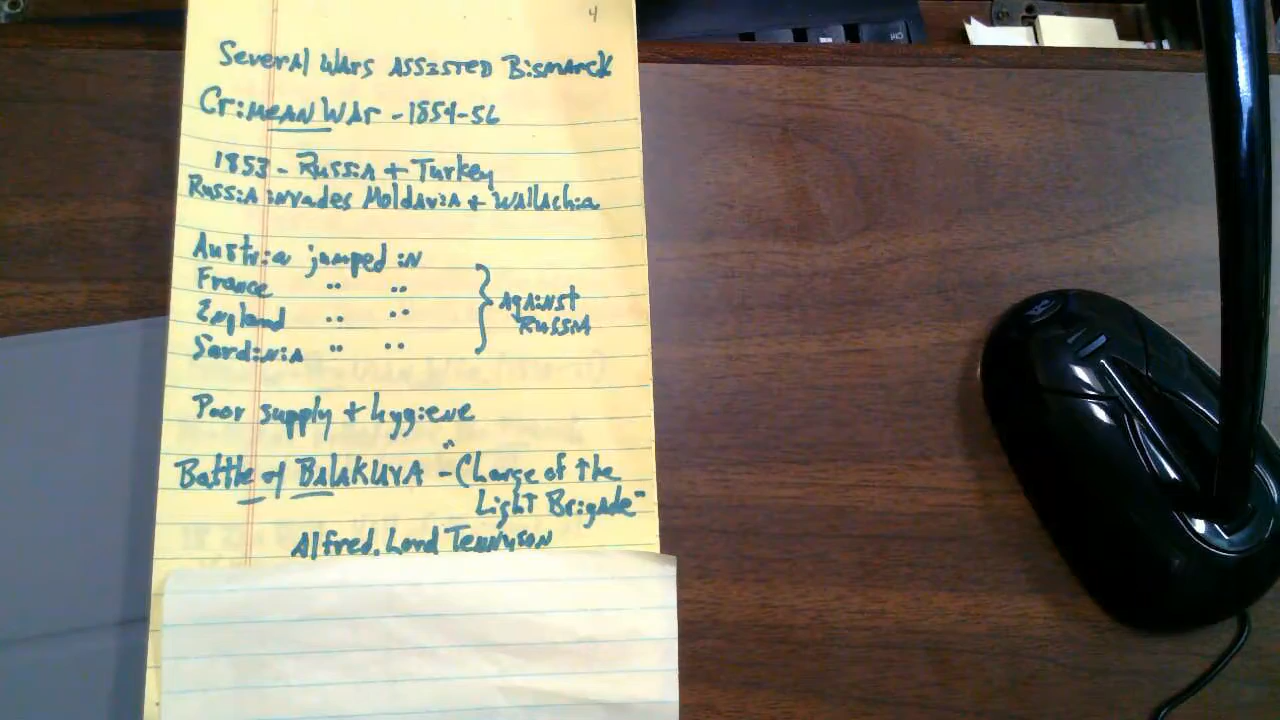 4
Several Wars Assisted Bismarck
Crimean War - 1854-56
1853 - Russia + Turkey
Russia invades Moldavia + Wallachia
Austria jumped in
France " "
England " "
Sardinia " "
} Against
Russia
Poor supply + hygiene
Battle of Balakuva - "Charge of the
Light Brigade"
Alfred, Lord Tennyson